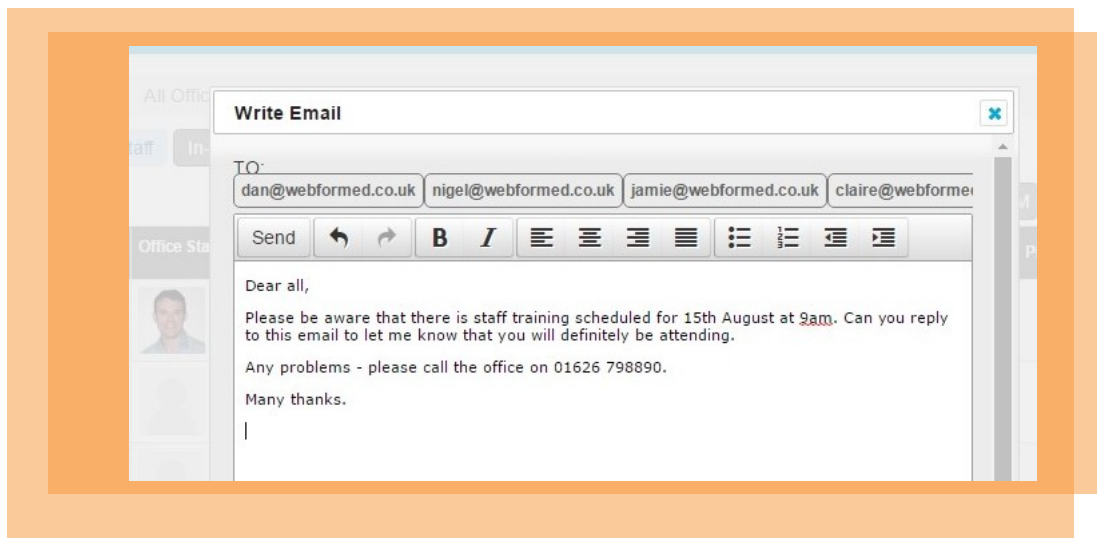 All Offic
Write Email
taff In-
TO:
dan@webformed.co.uk nigel@webformed.co.uk jamie@webformed.co.uk claire@webforme
M
Office Sta
Send B I
P
Dear all,
Please be aware that there is staff training scheduled for 15th August at 9am. Can you reply
to this email to let me know that you will definitely be attending.
Any problems - please call the office on 01626 798890.
Many thanks.